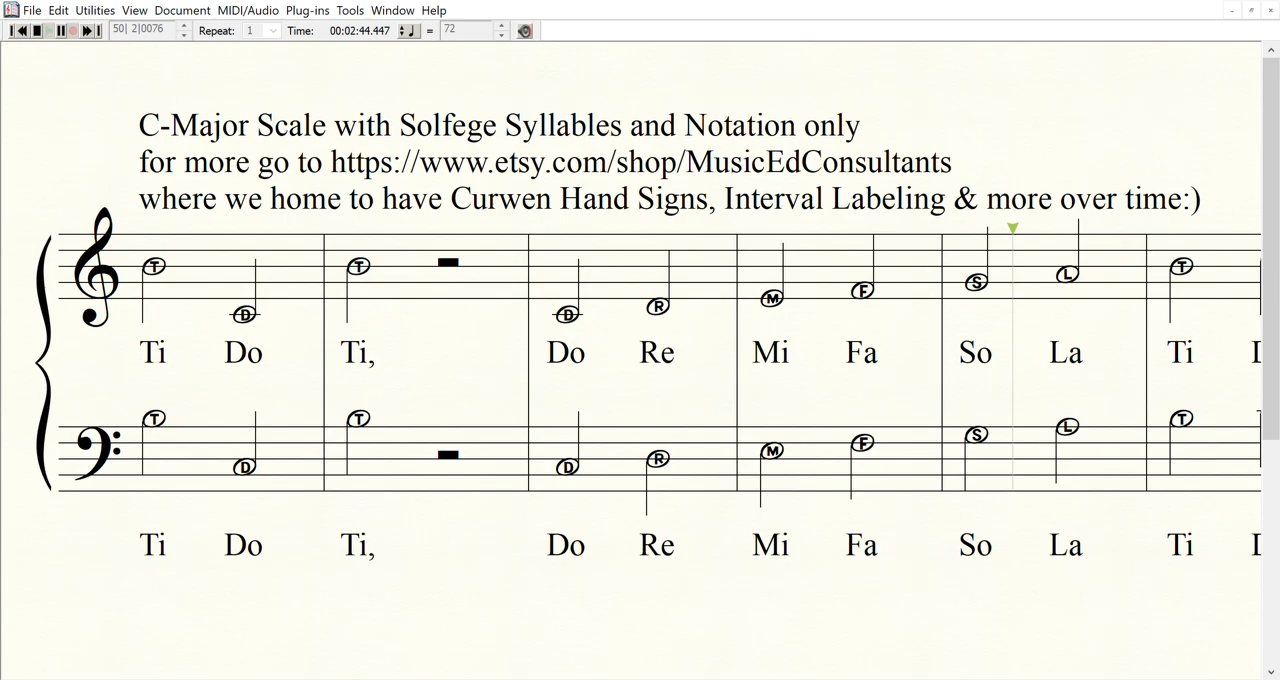 File Edit Utilities View Document MIDI/Audio Plug-ins Tools Window Help
50| 2|0076 Repeat: 1 Time: 00:02:44.447 = 72
C-Major Scale with Solfege Syllables and Notation only
for more go to https://www.etsy.com/shop/MusicEdConsultants
where we home to have Curwen Hand Signs, Interval Labeling & more over time:)
T D T D R M F S L T
Ti Do Ti, Do Re Mi Fa So La Ti
T D T D R M F S L T
Ti Do Ti, Do Re Mi Fa So La Ti